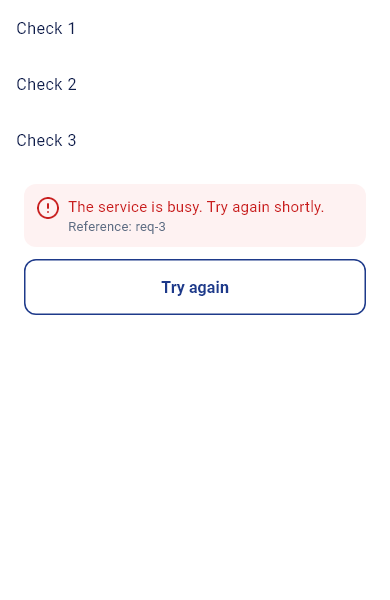 Check 1
Check 2
Check 3
The service is busy. Try again shortly.
Reference: req-3
Try again